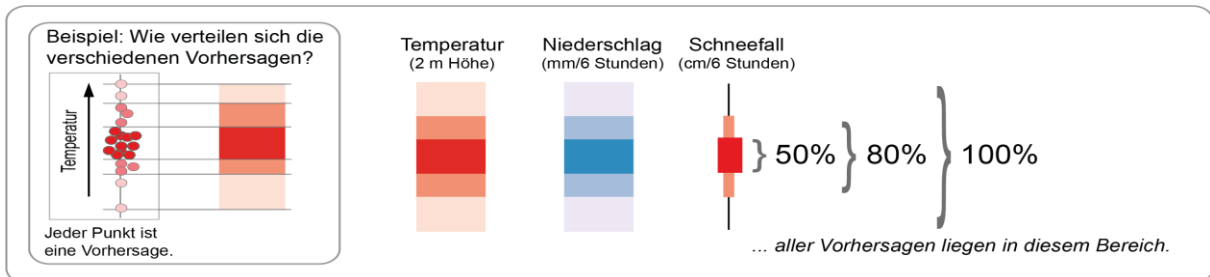 Beispiel: Wie verteilen sich die
verschiedenen Vorhersagen?
Temperatur
Jeder Punkt ist
eine Vorhersage.
Temperatur
(2 m Höhe)
Niederschlag
(mm/6 Stunden)
Schneefall
(cm/6 Stunden)
50%
80%
100%
... aller Vorhersagen liegen in diesem Bereich.